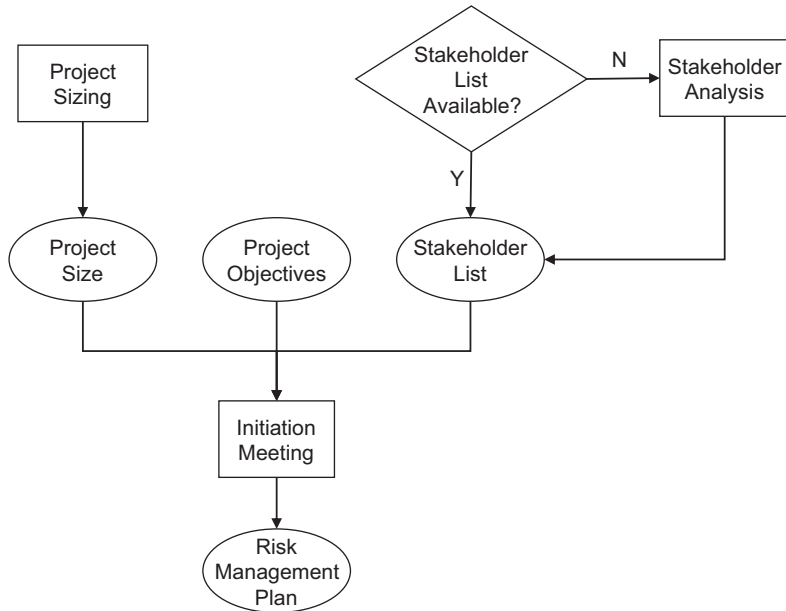 Project
Sizing
Stakeholder
List
Available?
N
Stakeholder
Analysis
Y
Project
Size
Project
Objectives
Stakeholder
List
Initiation
Meeting
Risk
Management
Plan